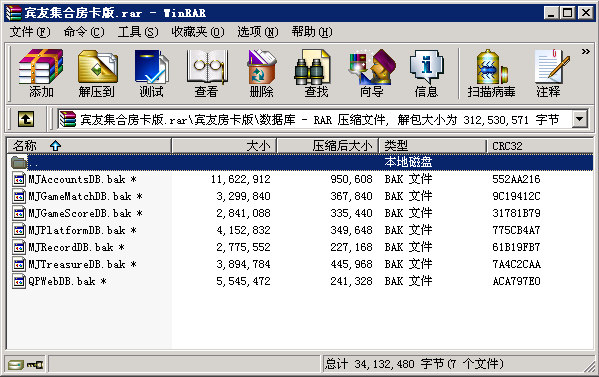 宾友集合房卡版.rar - WinRAR
文件(F) 命令(C) 工具(S) 收藏夹(O) 选项(N) 帮助(H)
添加 解压到 测试 查看 删除 查找 向导 信息 扫描病毒 注释 »
宾友集合房卡版.rar\宾友房卡版\数据库 - RAR 压缩文件, 解包大小为 312,530,571 字节
名称 大小 压缩后大小 类型 CRC32
.. 本地磁盘
MJAccountsDB.bak * 11,622,912 950,608 BAK 文件 552AA216
MJGameMatchDB.bak * 3,299,840 367,840 BAK 文件 9C19412C
MJGameScoreDB.bak * 2,841,088 335,440 BAK 文件 31781B79
MJPlatformDB.bak * 4,152,832 349,648 BAK 文件 775CB4A7
MJRecordDB.bak * 2,775,552 227,168 BAK 文件 61B19FB7
MJTreasureDB.bak * 3,894,784 445,968 BAK 文件 7A4C2CAA
QPWebDB.bak * 5,545,472 241,328 BAK 文件 ACA797E0
总计 34,132,480 字节(7 个文件)